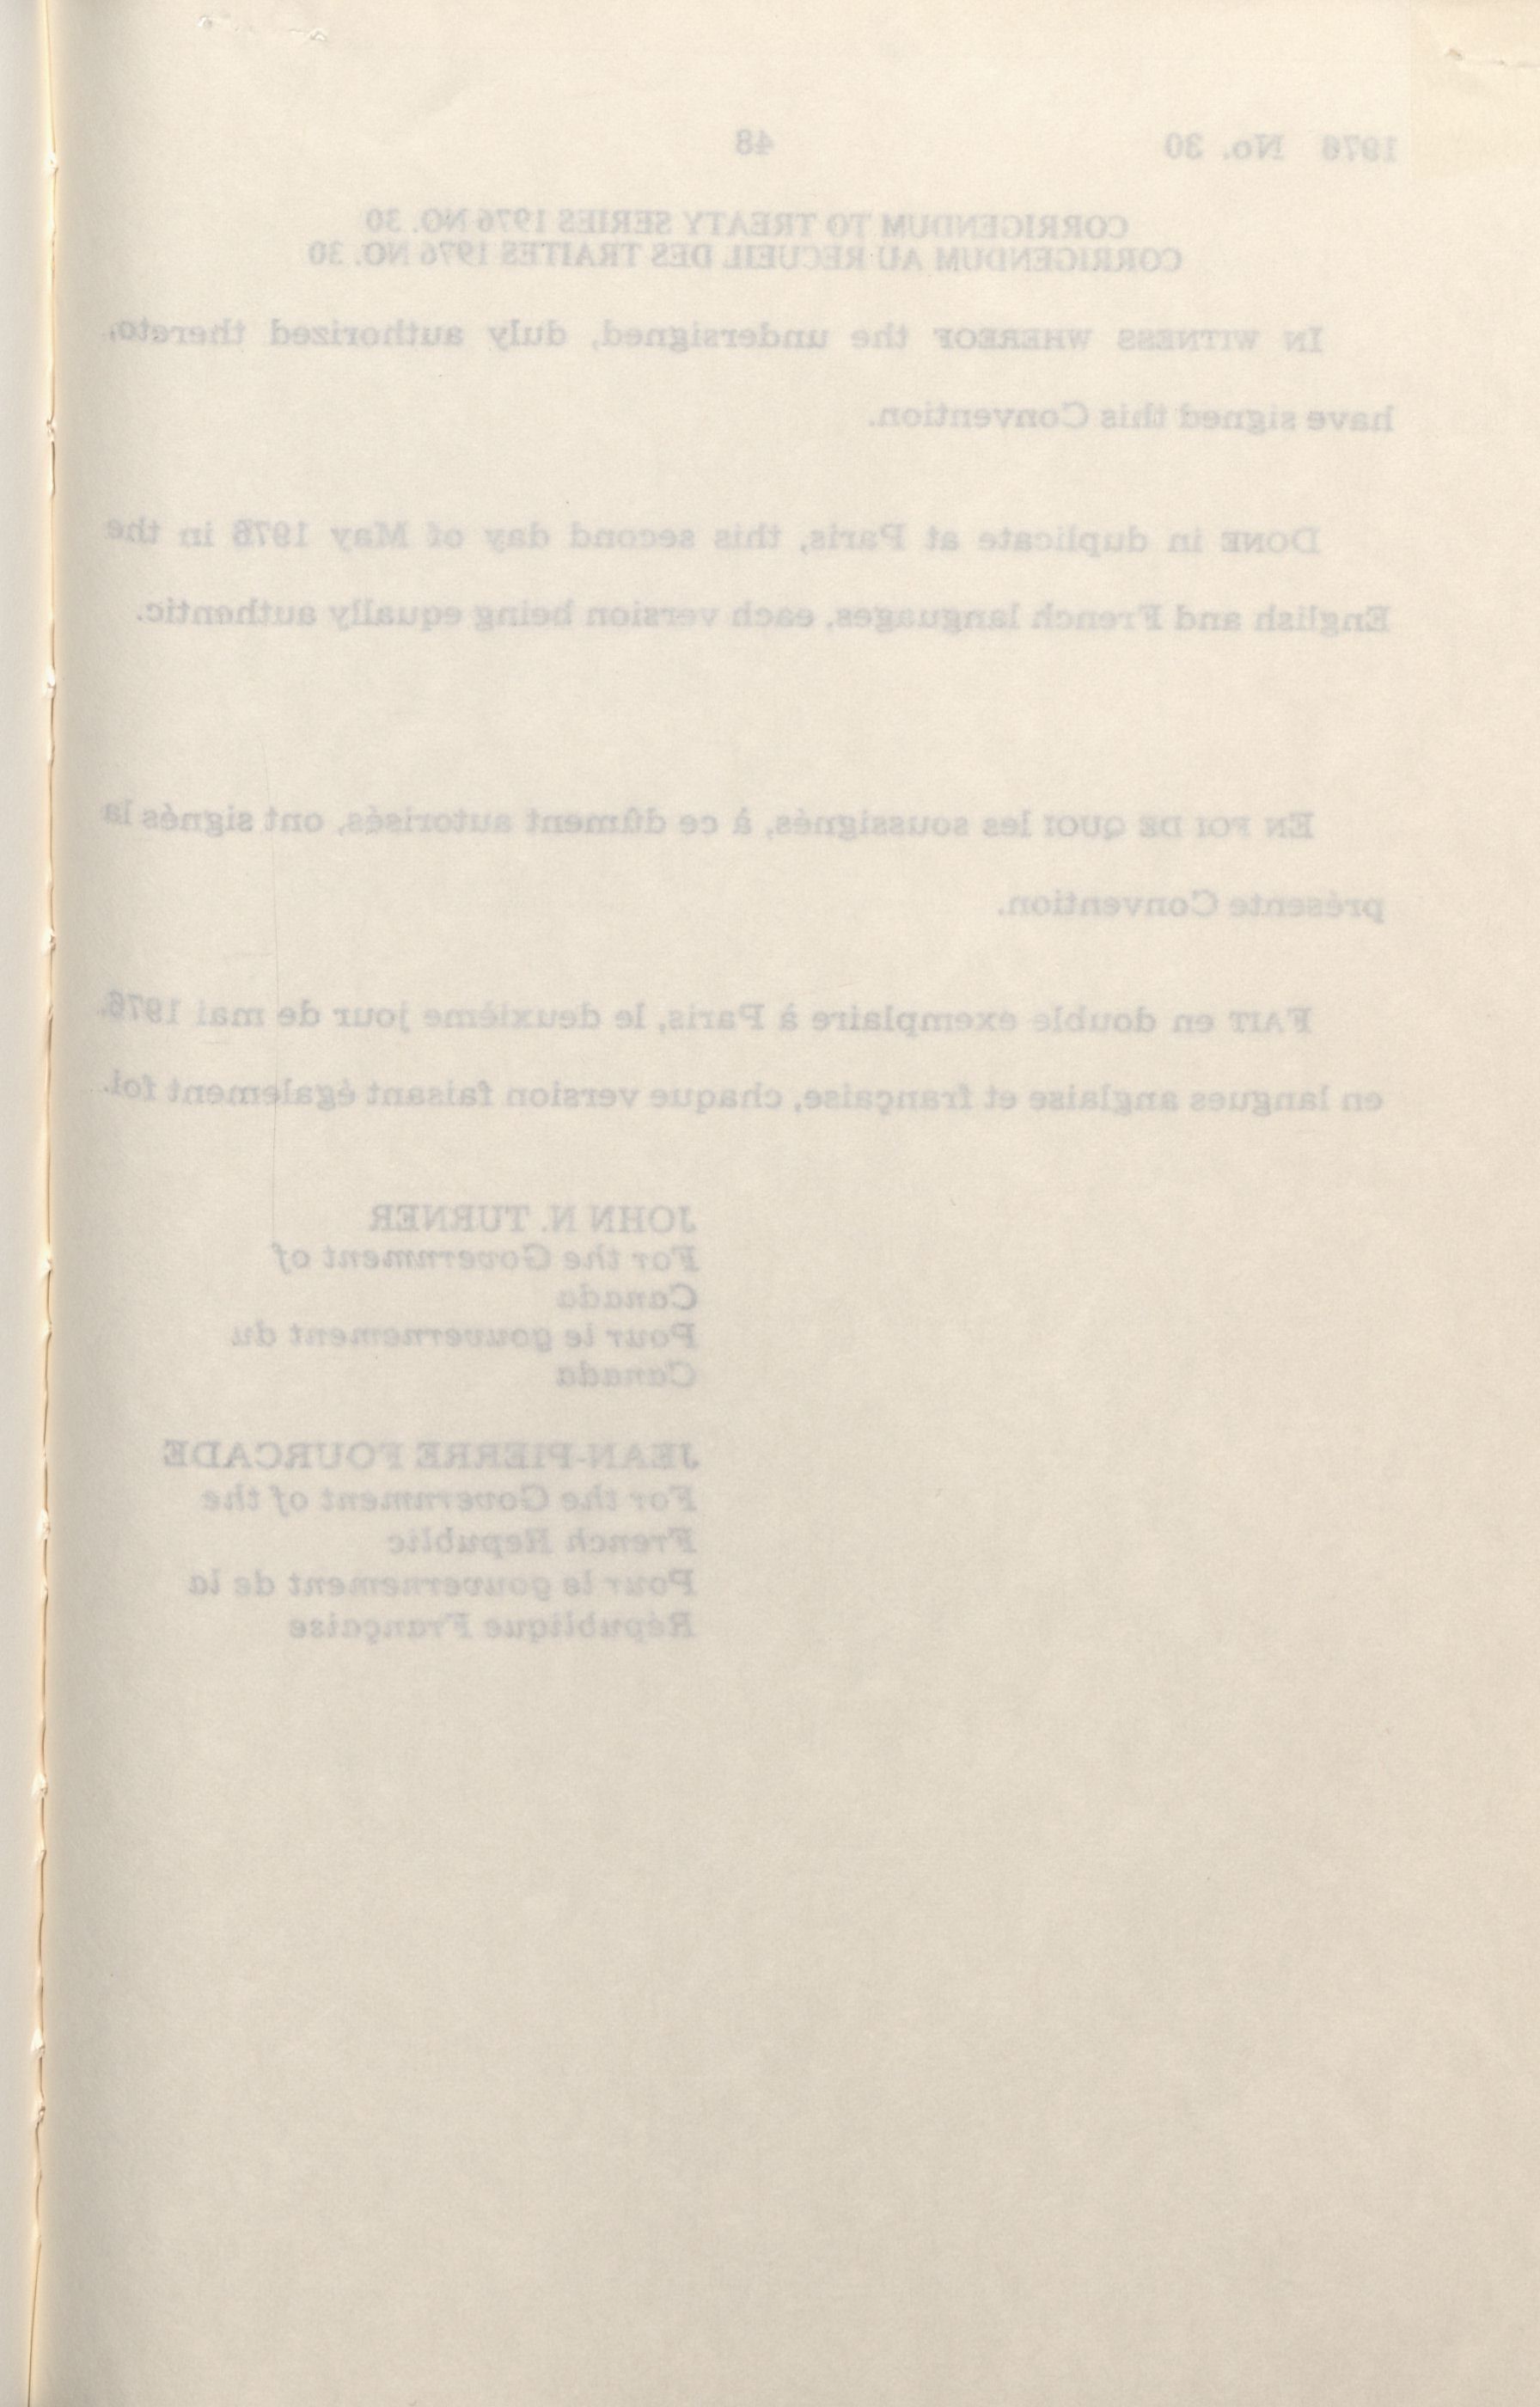 1976 No. 30
48
CORRIGENDUM TO TREATY SERIES 1976 NO. 30
CORRIGENDUM AU RECUEIL DES TRAITES 1976 NO. 30
IN WITNESS WHEREOF the undersigned, duly authorized thereto,
have signed this Convention.
DONE in duplicate at Paris, this second day of May 1976 in the
English and French languages, each version being equally authentic.
EN FOI DE QUOI les soussignés, à ce dûment autorisés, ont signés la
présente Convention.
FAIT en double exemplaire à Paris, le deuxième jour de mai 1976,
en langues anglaise et française, chaque version faisant également foi.
JOHN N. TURNER
For the Government of
Canada
Pour le gouvernement du
Canada
JEAN-PIERRE FOURCADE
For the Government of the
French Republic
Pour le gouvernement de la
République Française